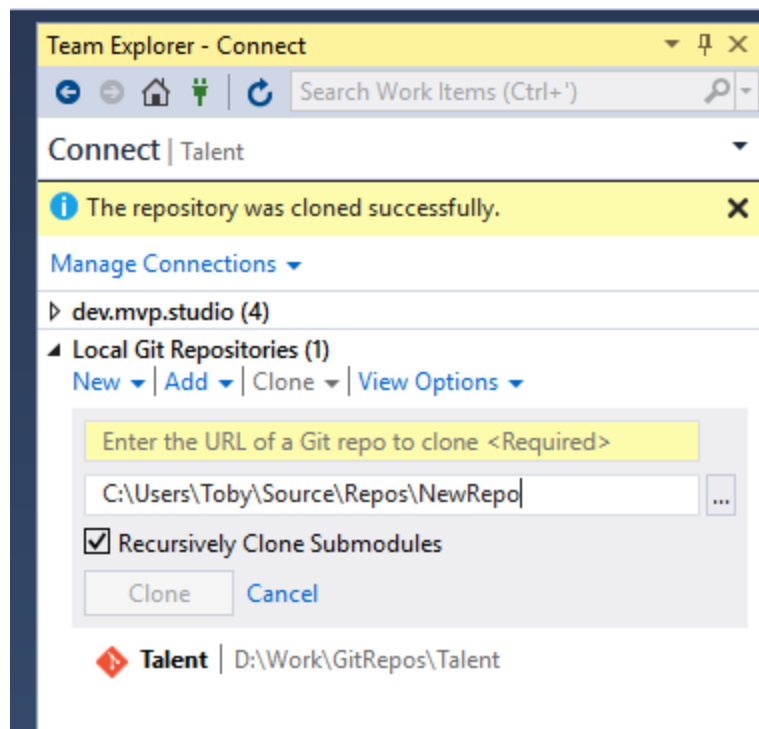 Team Explorer - Connect
Search Work Items (Ctrl+')
Connect | Talent
The repository was cloned successfully.
Manage Connections
dev.mvp.studio (4)
Local Git Repositories (1)
New | Add | Clone | View Options
Enter the URL of a Git repo to clone <Required>
C:\Users\Toby\Source\Repos\NewRepo
...
Recursively Clone Submodules
Clone Cancel
Talent | D:\Work\GitRepos\Talent